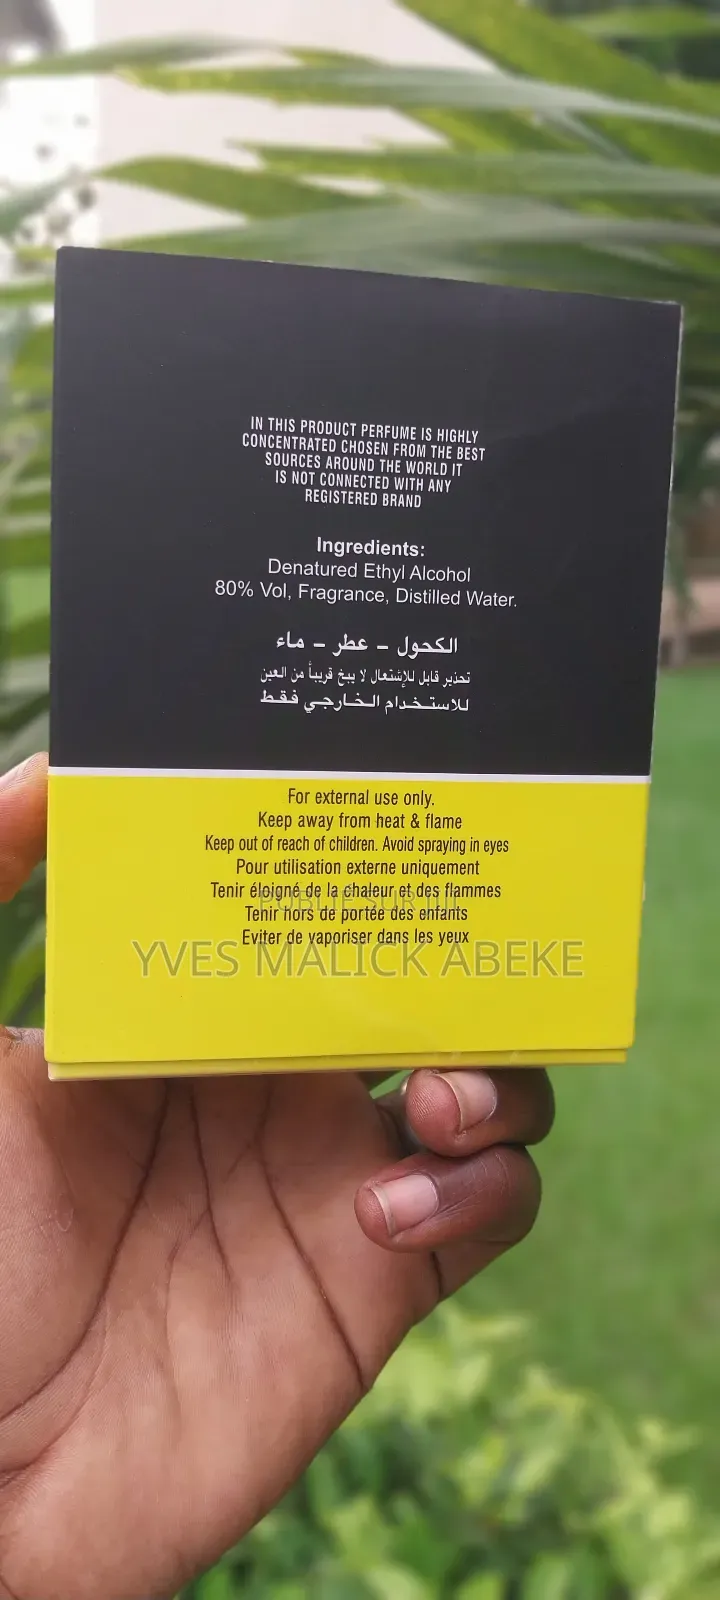 IN THIS PRODUCT PERFUME IS HIGHLY
CONCENTRATED CHOSEN FROM THE BEST
SOURCES AROUND THE WORLD IT
IS NOT CONNECTED WITH ANY
REGISTERED BRAND
Ingredients:
Denatured Ethyl Alcohol
80% Vol, Fragrance, Distilled Water.
الكحول - عطر - ماء
تحذير قابل للإشتعال لا يبخ قريباً من العين
للاستخدام الخارجي فقط
For external use only.
Keep away from heat & flame
Keep out of reach of children. Avoid spraying in eyes
Pour utilisation externe uniquement
Tenir éloigné de la chaleur et des flammes
PUBLIÉ SUR
Tenir hors de portée des enfants
Eviter de vaporiser dans les yeux
YVES MALICK ABEKE